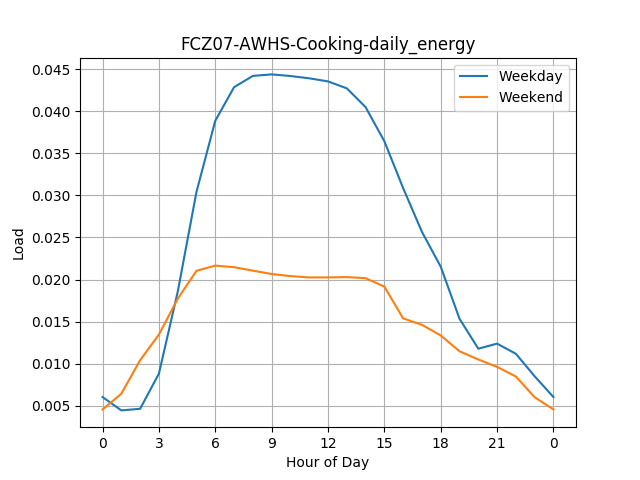 FCZ07-AWHS-Cooking-daily_energy
Weekday
Weekend
0.045
0.040
0.035
0.030
0.025
0.020
0.015
0.010
0.005
Load
0 3 6 9 12 15 18 21 0
Hour of Day